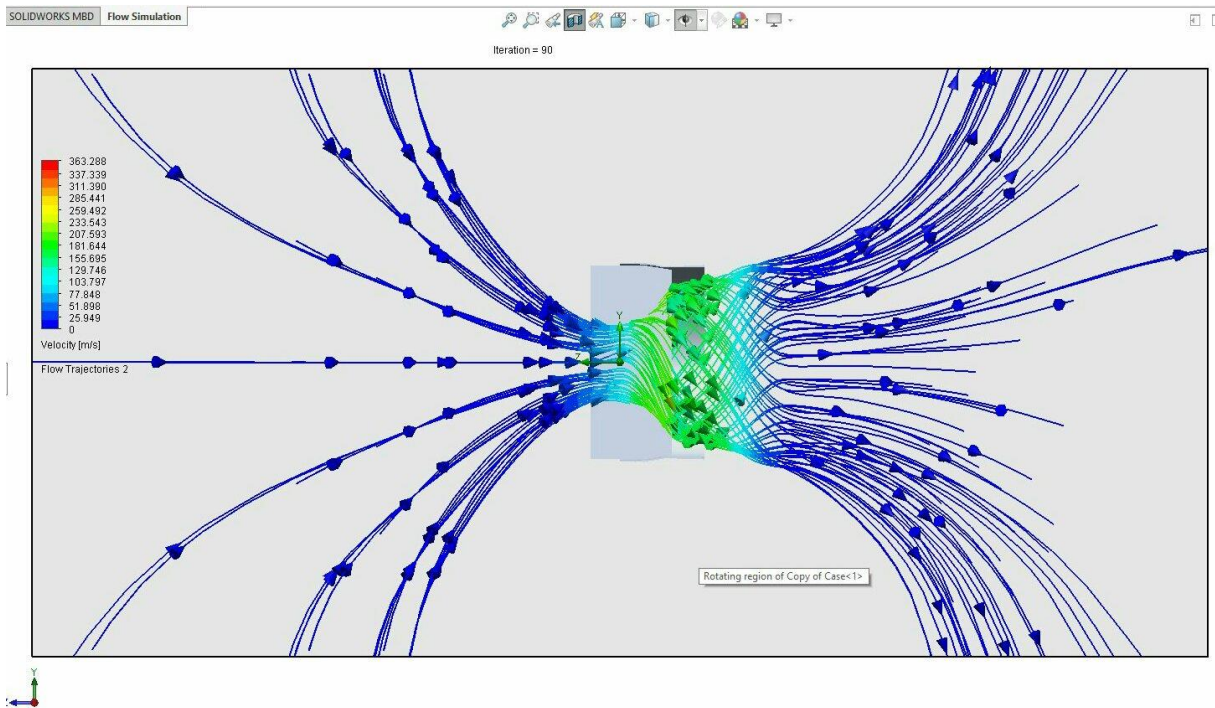 SOLIDWORKS MBD
Flow Simulation
Iteration = 90
363.288
337.339
311.390
285.441
259.492
233.543
207.593
181.644
155.695
129.746
103.797
77.848
51.898
25.949
0
Velocity [m/s]
Flow Trajectories 2
Y
Z
Rotating region of Copy of Case<1>
Y